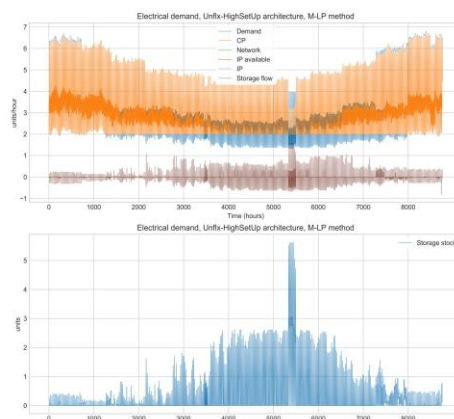 Electrical demand, Unflx-HighSetUp architecture, M-LP method
Demand
CP
Network
IP available
IP
Storage flow
units/hour
7
6
5
4
3
2
1
0
−1
0 1000 2000 3000 4000 5000 6000 7000 8000
Time (hours)
Electrical demand, Unflx-HighSetUp architecture, M-LP method
Storage stock
units
5
4
3
2
1
0
0 1000 2000 3000 4000 5000 6000 7000 8000